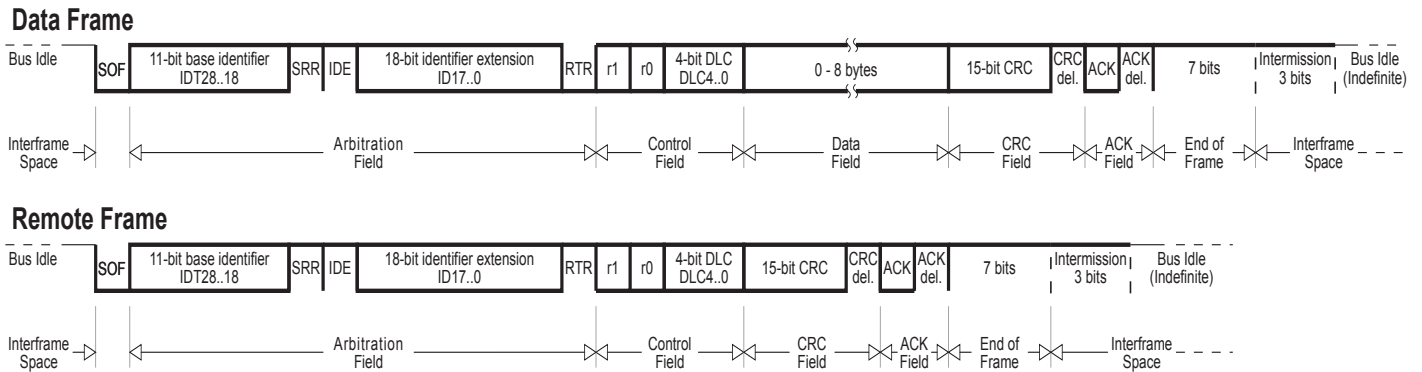 Data Frame
Bus Idle SOF 11-bit base identifier SRR IDE 18-bit identifier extension RTR r1 r0 4-bit DLC 0 - 8 bytes 15-bit CRC CRC ACK ACK 7 bits Intermission Bus Idle
IDT28..18 ID17..0 DLC4..0 del. del. 3 bits (Indefinite)
Interframe Arbitration Control Data CRC ACK End of Interframe
Space Field Field Field Field Field Frame Space
Remote Frame
Bus Idle SOF 11-bit base identifier SRR IDE 18-bit identifier extension RTR r1 r0 4-bit DLC 15-bit CRC CRC ACK ACK 7 bits Intermission Bus Idle
IDT28..18 ID17..0 DLC4..0 del. del. 3 bits (Indefinite)
Interframe Arbitration Control CRC ACK End of Interframe
Space Field Field Field Field Frame Space